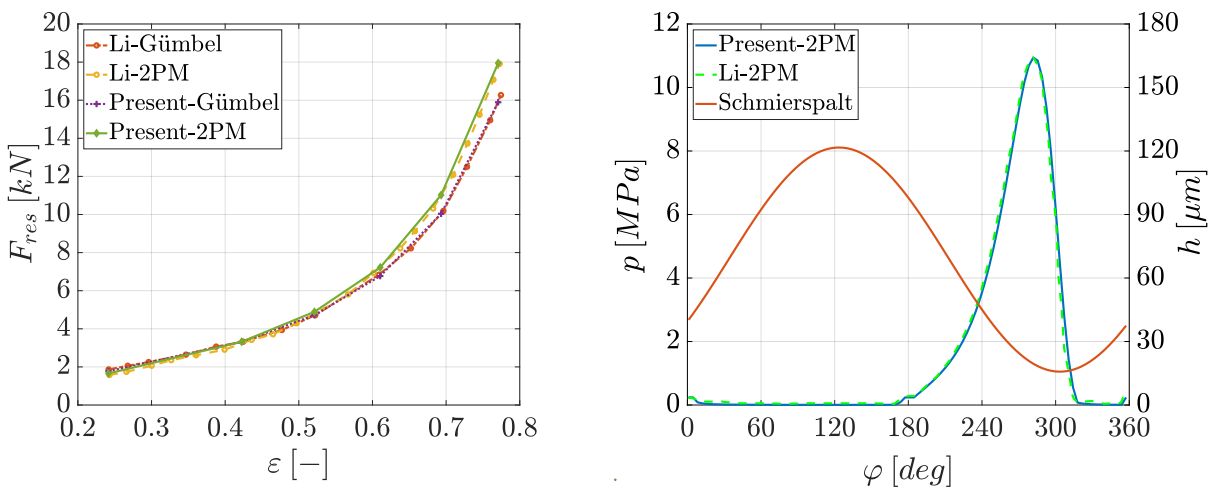 20
18
16
14
12
10
8
6
4
2
0
F_res [kN]
Li-Gümbel
Li-2PM
Present-Gümbel
Present-2PM
0.2 0.3 0.4 0.5 0.6 0.7 0.8
ε [−]
12
10
8
6
4
2
0
p [MPa]
Present-2PM
Li-2PM
Schmierspalt
180
150
120
90
60
30
0
h [μm]
0 60 120 180 240 300 360
φ [deg]